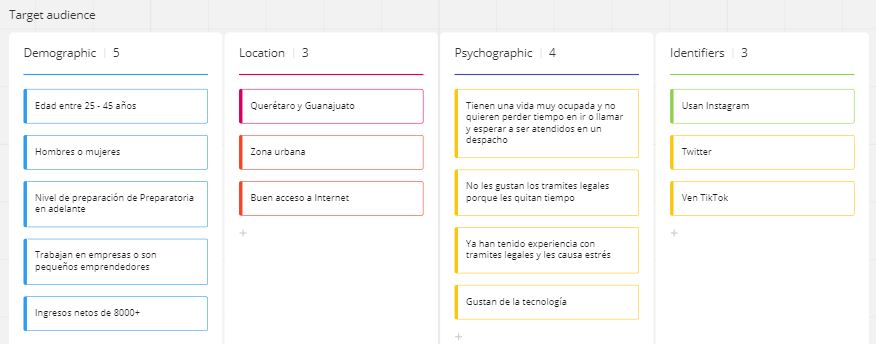 Target audience
Demographic | 5
Edad entre 25 - 45 años
Hombres o mujeres
Nivel de preparación de Preparatoria
en adelante
Trabajan en empresas o son
pequeños emprendedores
Ingresos netos de 8000+
Location | 3
Querétaro y Guanajuato
Zona urbana
Buen acceso a Internet
+
Psychographic | 4
Tienen una vida muy ocupada y no
quieren perder tiempo en ir o llamar
y esperar a ser atendidos en un
despacho
No les gustan los tramites legales
porque les quitan tiempo
Ya han tenido experiencia con
tramites legales y les causa estrés
Gustan de la tecnología
+
Identifiers | 3
Usan Instagram
Twitter
Ven TikTok
+